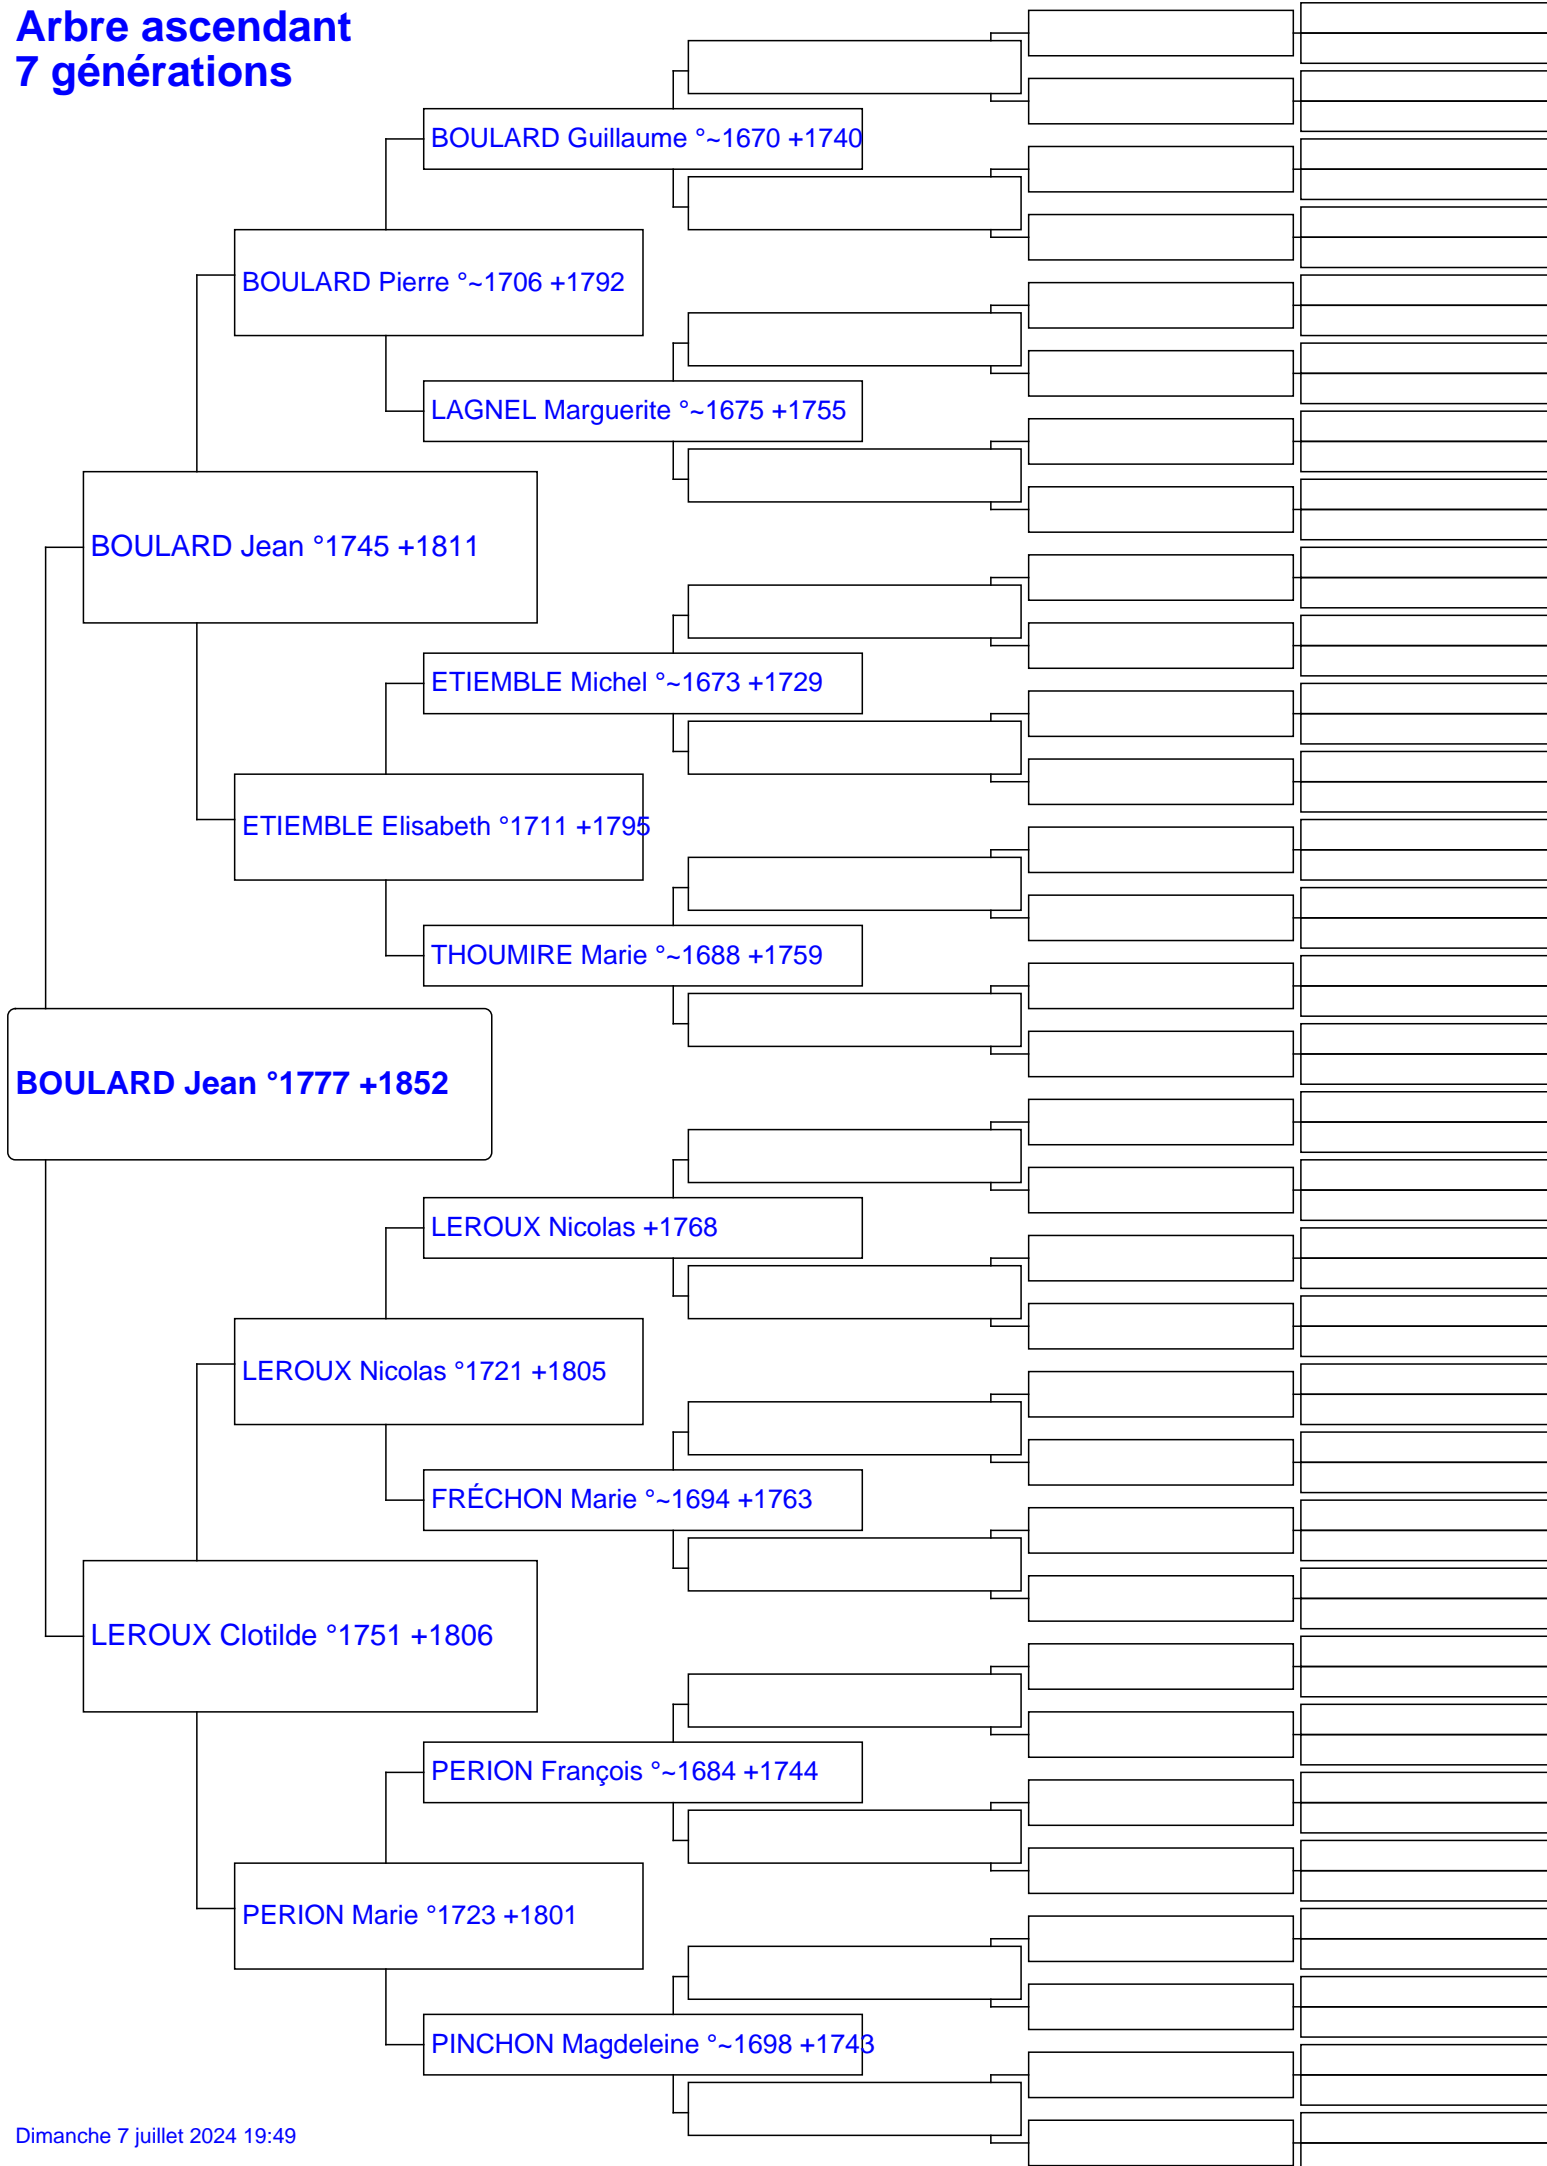 Arbre ascendant
7 générations
BOULARD Guillaume °~1670 +1740
BOULARD Pierre °~1706 +1792
LAGNEL Marguerite °~1675 +1755
BOULARD Jean °1745 +1811
ETIEMBLE Michel °~1673 +1729
ETIEMBLE Elisabeth °1711 +1795
THOUMIRE Marie °~1688 +1759
BOULARD Jean °1777 +1852
LEROUX Nicolas +1768
LEROUX Nicolas °1721 +1805
FRÉCHON Marie °~1694 +1763
LEROUX Clotilde °1751 +1806
PERION François °~1684 +1744
PERION Marie °1723 +1801
PINCHON Magdeleine °~1698 +1743
Dimanche 7 juillet 2024 19:49